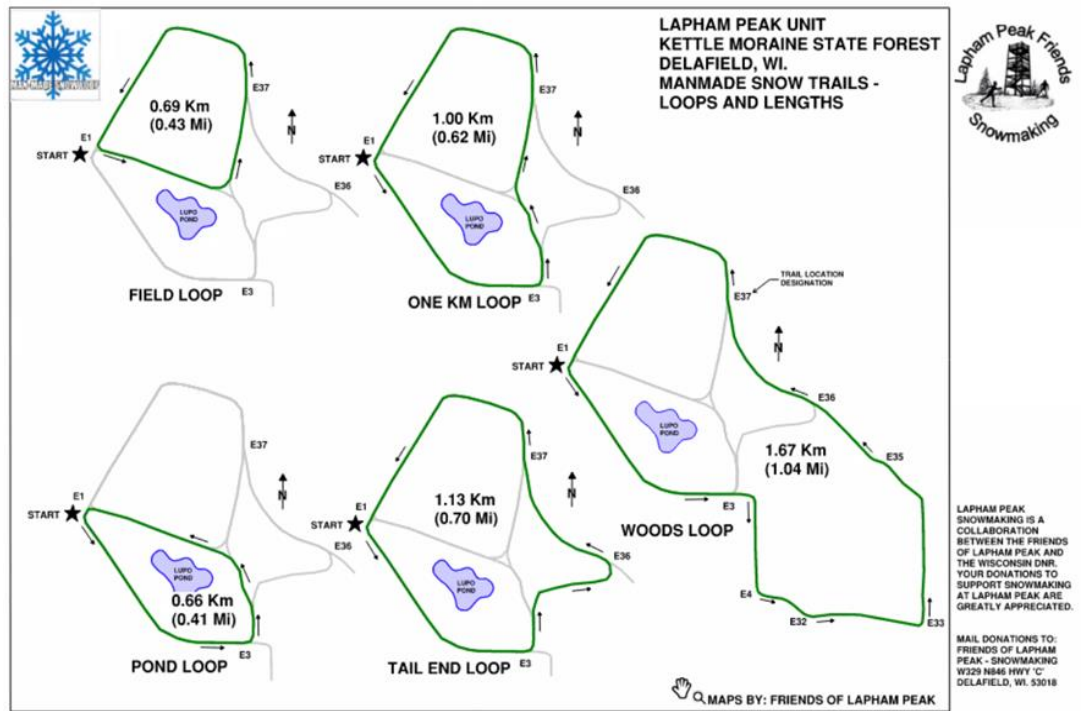 MAN-MADE SNOW LOOP
LAPHAM PEAK UNIT
KETTLE MORAINE STATE FOREST
DELAFIELD, WI.
MANMADE SNOW TRAILS -
LOOPS AND LENGTHS
Lapham Peak Friends
Snowmaking
0.69 Km
(0.43 Mi)
E37
N
E1
START
E36
LUPO
POND
E3
FIELD LOOP
1.00 Km
(0.62 Mi)
E37
N
E1
START
E36
LUPO
POND
E3
ONE KM LOOP
TRAIL LOCATION
DESIGNATION
E37
N
E1
START
E36
LUPO
POND
1.67 Km
(1.04 Mi)
E35
E3
WOODS LOOP
E4
E32
E33
E37
N
E1
START
E36
LUPO
POND
0.66 Km
(0.41 Mi)
E3
POND LOOP
1.13 Km
(0.70 Mi)
E37
N
E1
START
E36
LUPO
POND
E3
TAIL END LOOP
LAPHAM PEAK
SNOWMAKING IS A
COLLABORATION
BETWEEN THE FRIENDS
OF LAPHAM PEAK AND
THE WISCONSIN DNR.
YOUR DONATIONS TO
SUPPORT SNOWMAKING
AT LAPHAM PEAK ARE
GREATLY APPRECIATED.
MAIL DONATIONS TO:
FRIENDS OF LAPHAM
PEAK - SNOWMAKING
W329 N846 HWY 'C'
DELAFIELD, WI. 53018
MAPS BY: FRIENDS OF LAPHAM PEAK